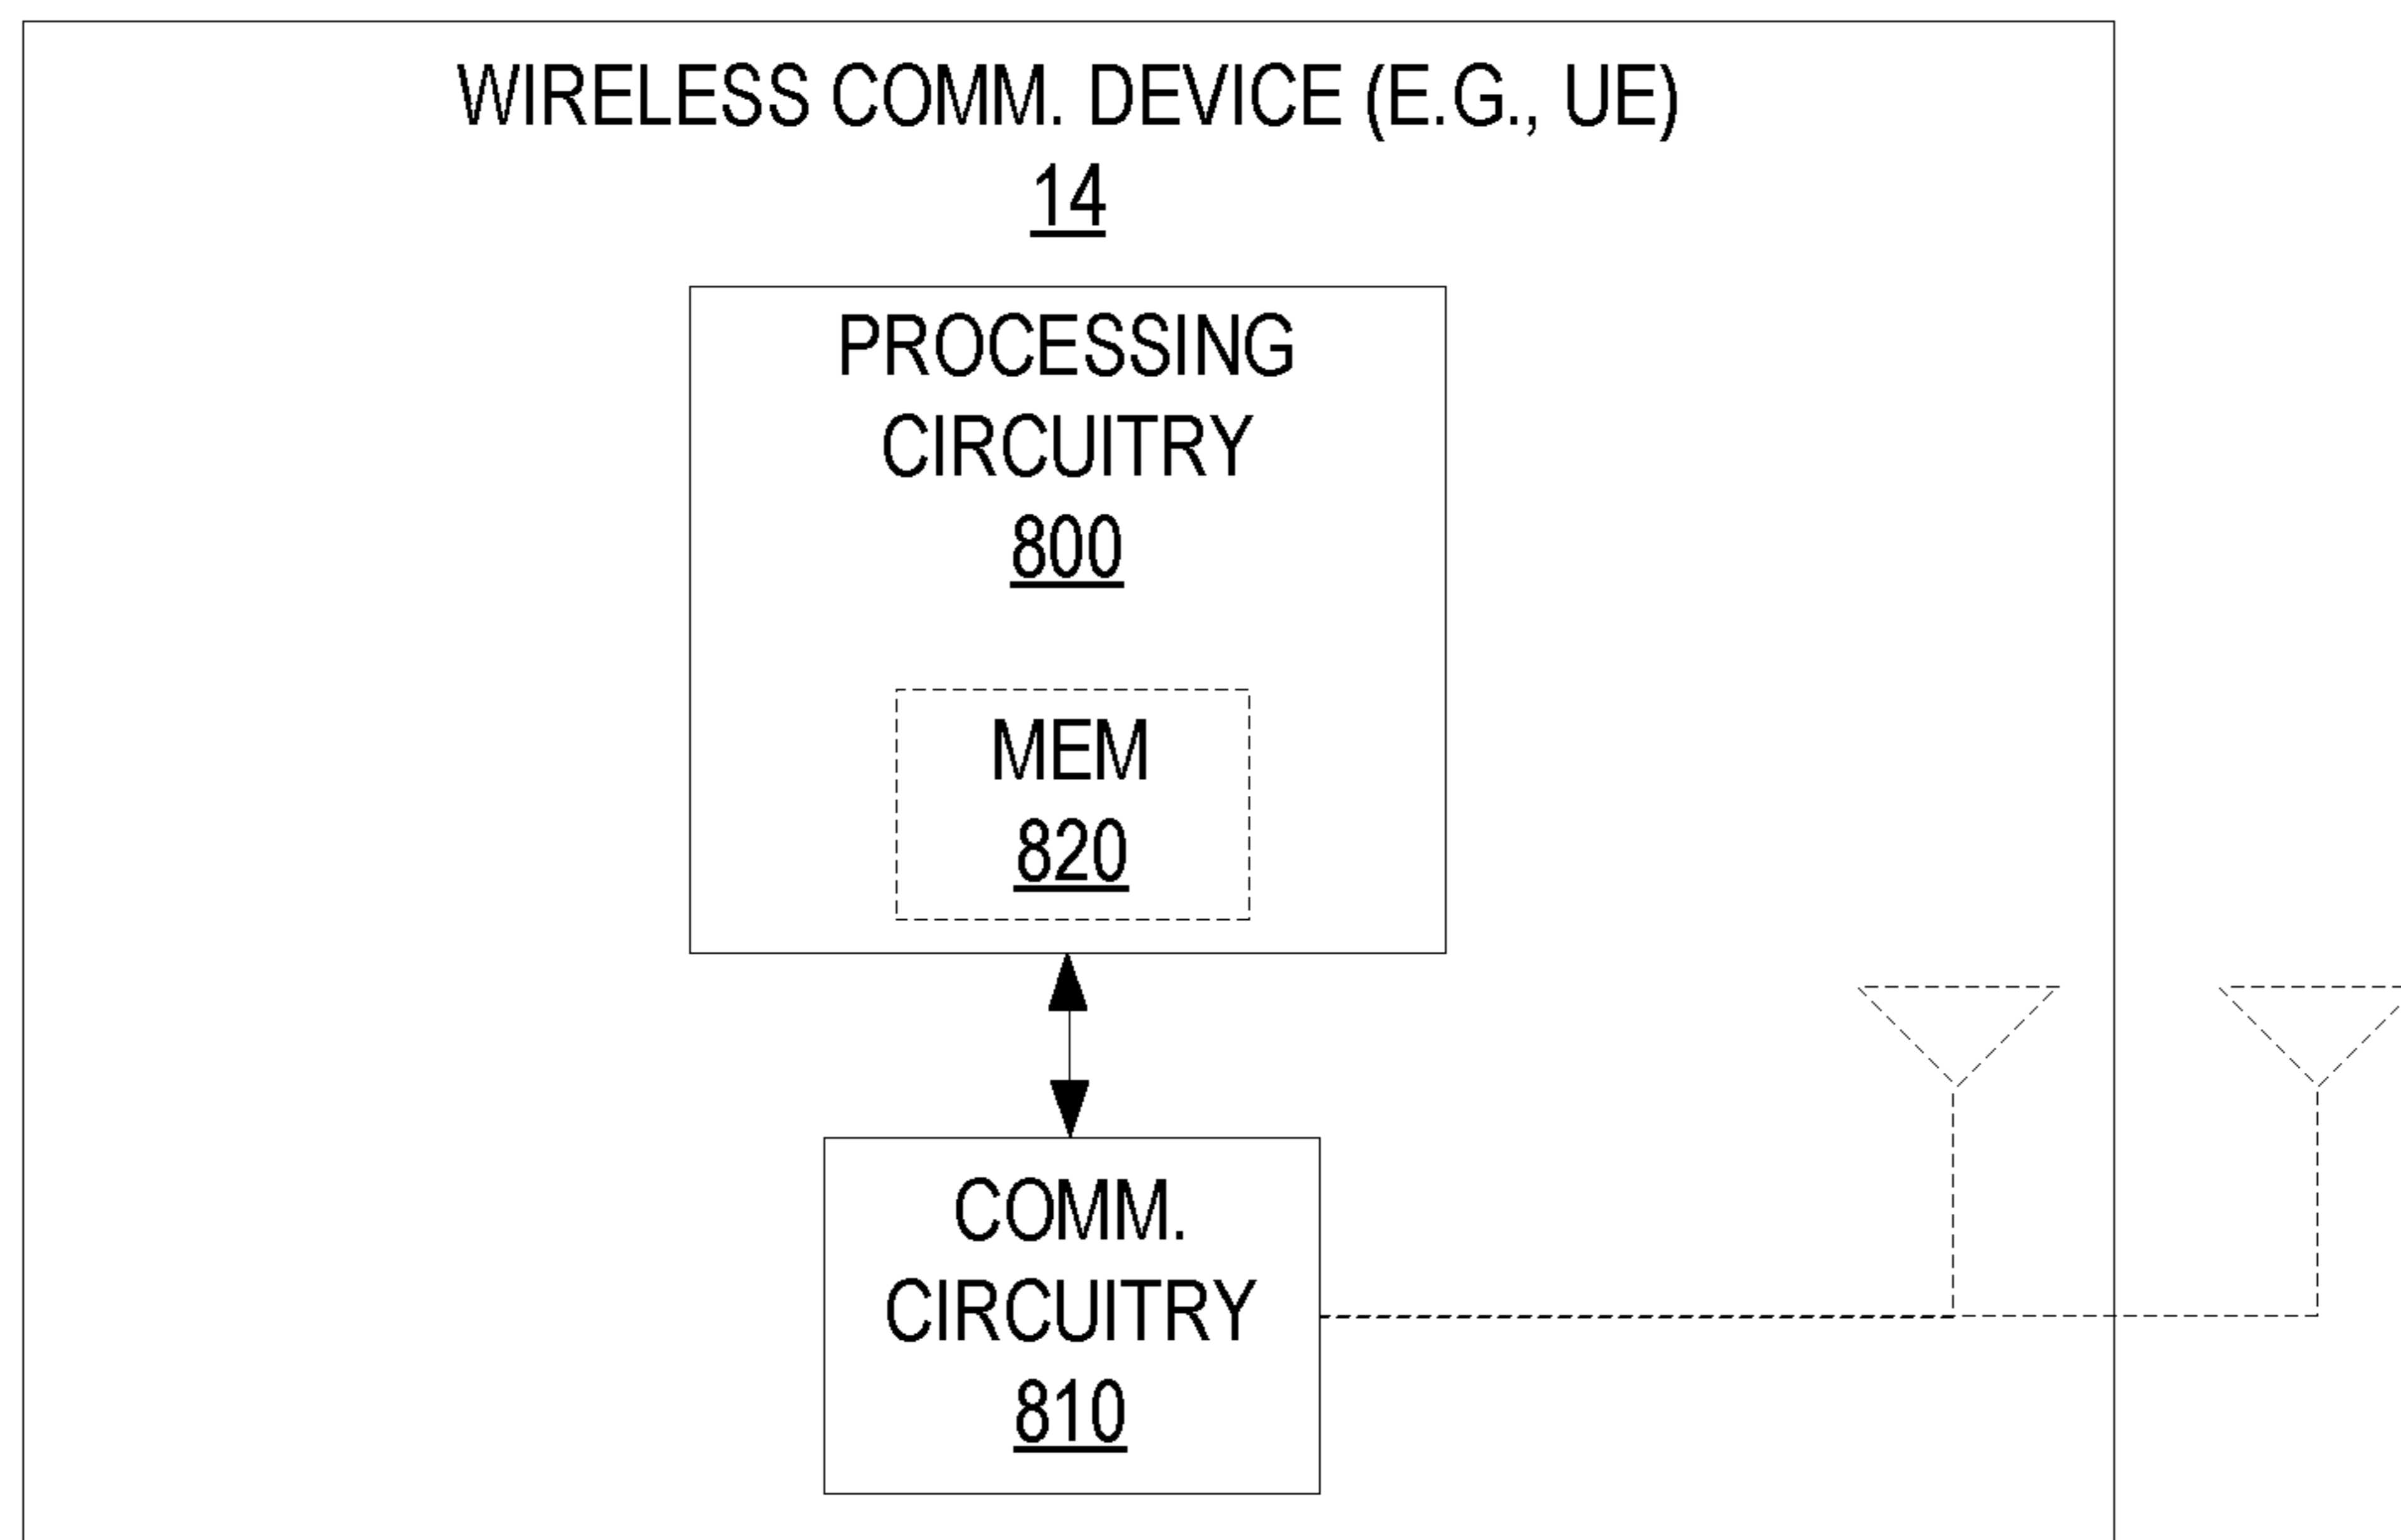 WIRELESS COMM. DEVICE (E.G., UE)
14
PROCESSING
CIRCUITRY
800
MEM
820
COMM.
CIRCUITRY
810